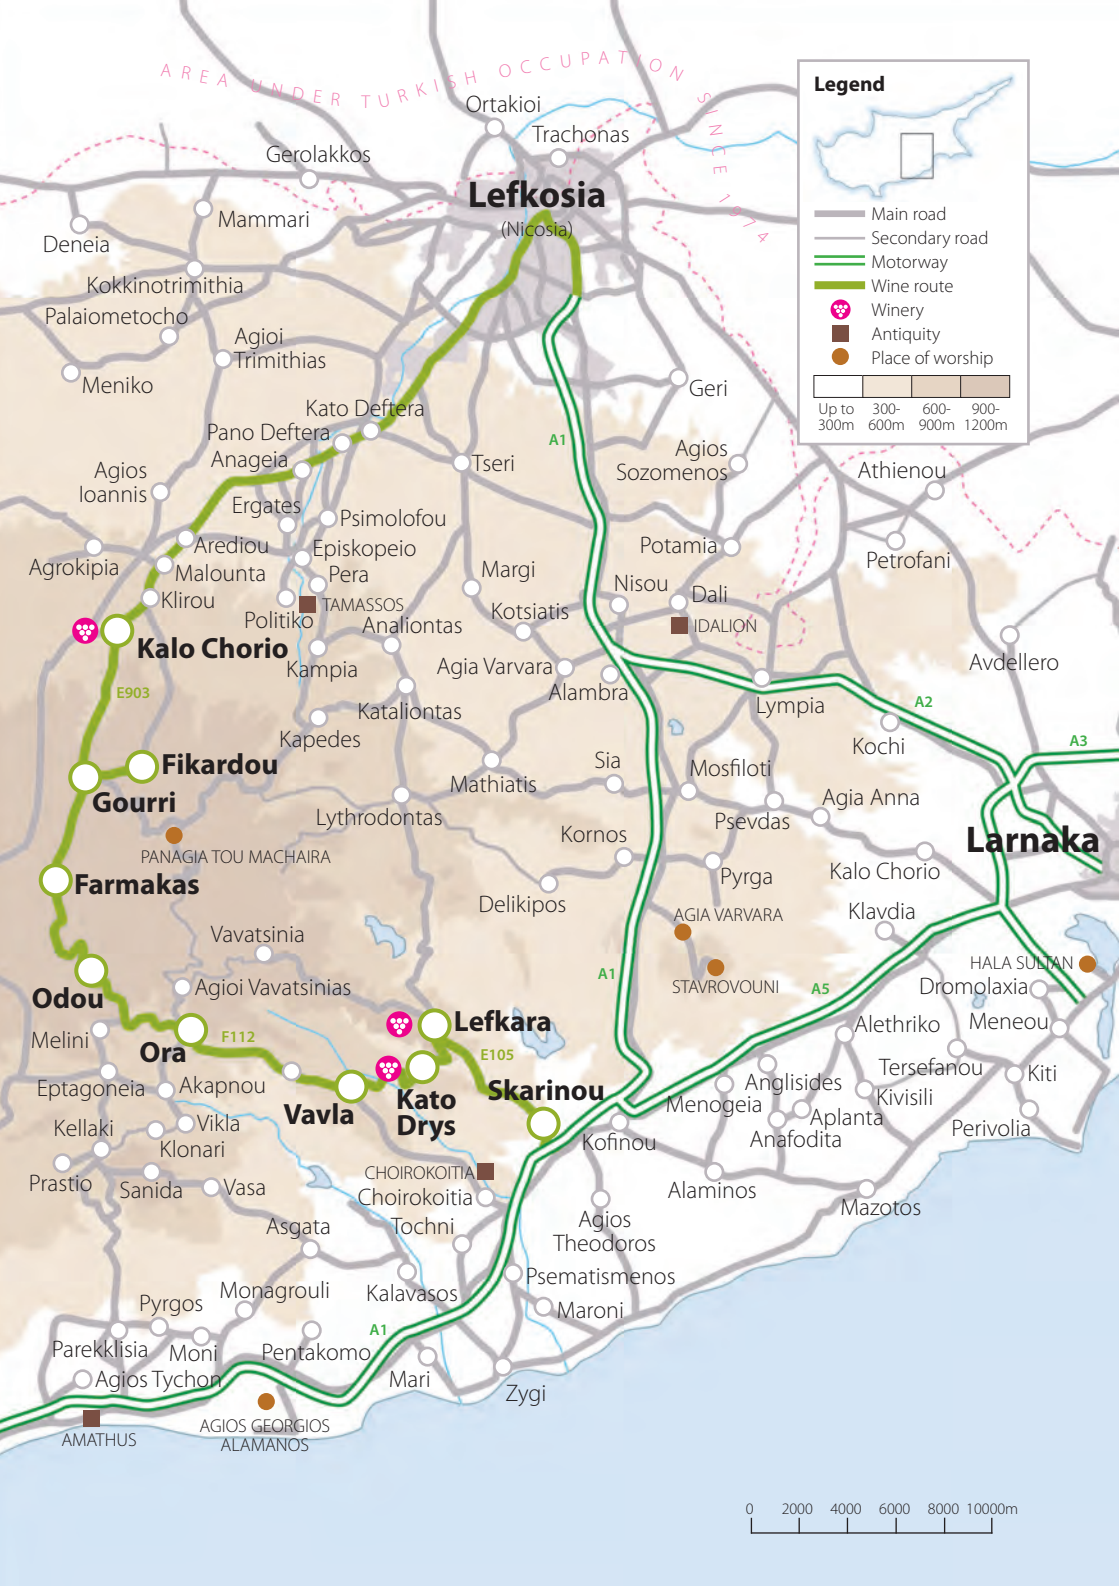 AREA UNDER TURKISH OCCUPATION SINCE 1974
Legend
Main road
Secondary road
Motorway
Wine route
Winery
Antiquity
Place of worship
Up to
300m
300-
600m
600-
900m
900-
1200m
Ortakioi
Trachonas
Gerolakkos
Lefkosia
(Nicosia)
Mammari
Deneia
Kokkinotrimithia
Palaiometocho
Agioi
Trimithias
Meniko
Geri
Kato Deftera
Pano Deftera
Anageia
A1
Agios
Sozomenos
Tseri
Athienou
Agios
Ioannis
Ergates
Psimolofou
Arediou
Episkopeio
Potamia
Petrofani
Agrokipia
Malounta
Pera
Margi
Nisou
Dali
Klirou
TAMASSOS
Politiko
Analiontas
Kotsiatis
IDALION
Kalo Chorio
Kampia
Agia Varvara
Alambra
Avdellero
E903
Kataliontas
Lympia
A2
Kapedes
Kochi
A3
Fikardou
Sia
Mosfiloti
Gourri
Mathiatis
Agia Anna
Lythrodontas
Psevdas
Kornos
Larnaka
PANAGIA TOU MACHAIRA
Kalo Chorio
Farmakas
Pyrga
Delikipos
AGIA VARVARA
Klavdia
Vavatsinia
HALA SULTAN
A1
STAVROVOUNI
A5
Dromolaxia
Odou
Agioi Vavatsinias
Lefkara
Meneou
Melini
Ora
F112
E105
Alethriko
Tersefanou
Kiti
Eptagoneia
Akapnou
Vavla
Kato
Drys
Skarinou
Anglisides
Menogeia
Kivisili
Aplanta
Kellaki
Vikla
Klonari
Kofinou
Anafodita
Perivolia
Prastio
Sanida
Vasa
CHOIROKOITIA
Choirokoitia
Alaminos
Mazotos
Asgata
Tochni
Agios
Theodoros
Monagrouli
Kalavasos
Psematismenos
Pyrgos
Maroni
Parekklisia
Moni
Pentakomo
A1
Agios Tychon
Mari
Zygi
AMATHUS
AGIOS GEORGIOS
ALAMANOS
0 2000 4000 6000 8000 10000m